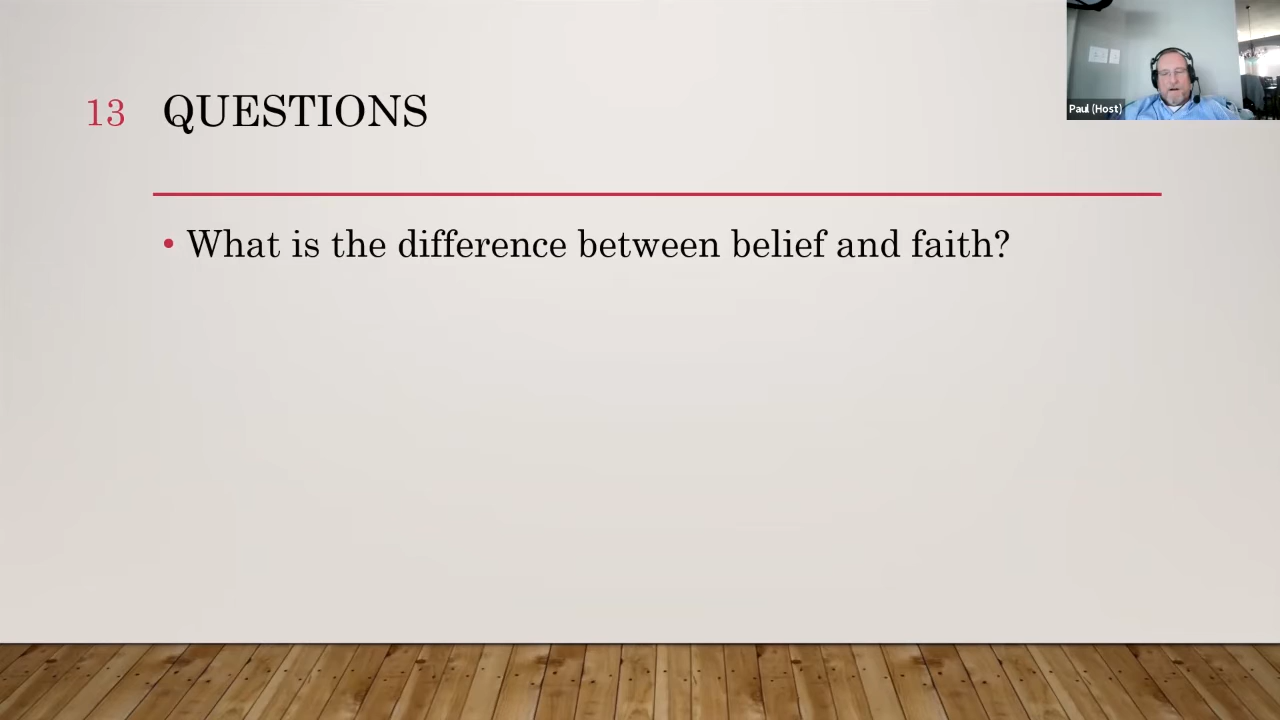 13 QUESTIONS
Paul (Host)
• What is the difference between belief and faith?